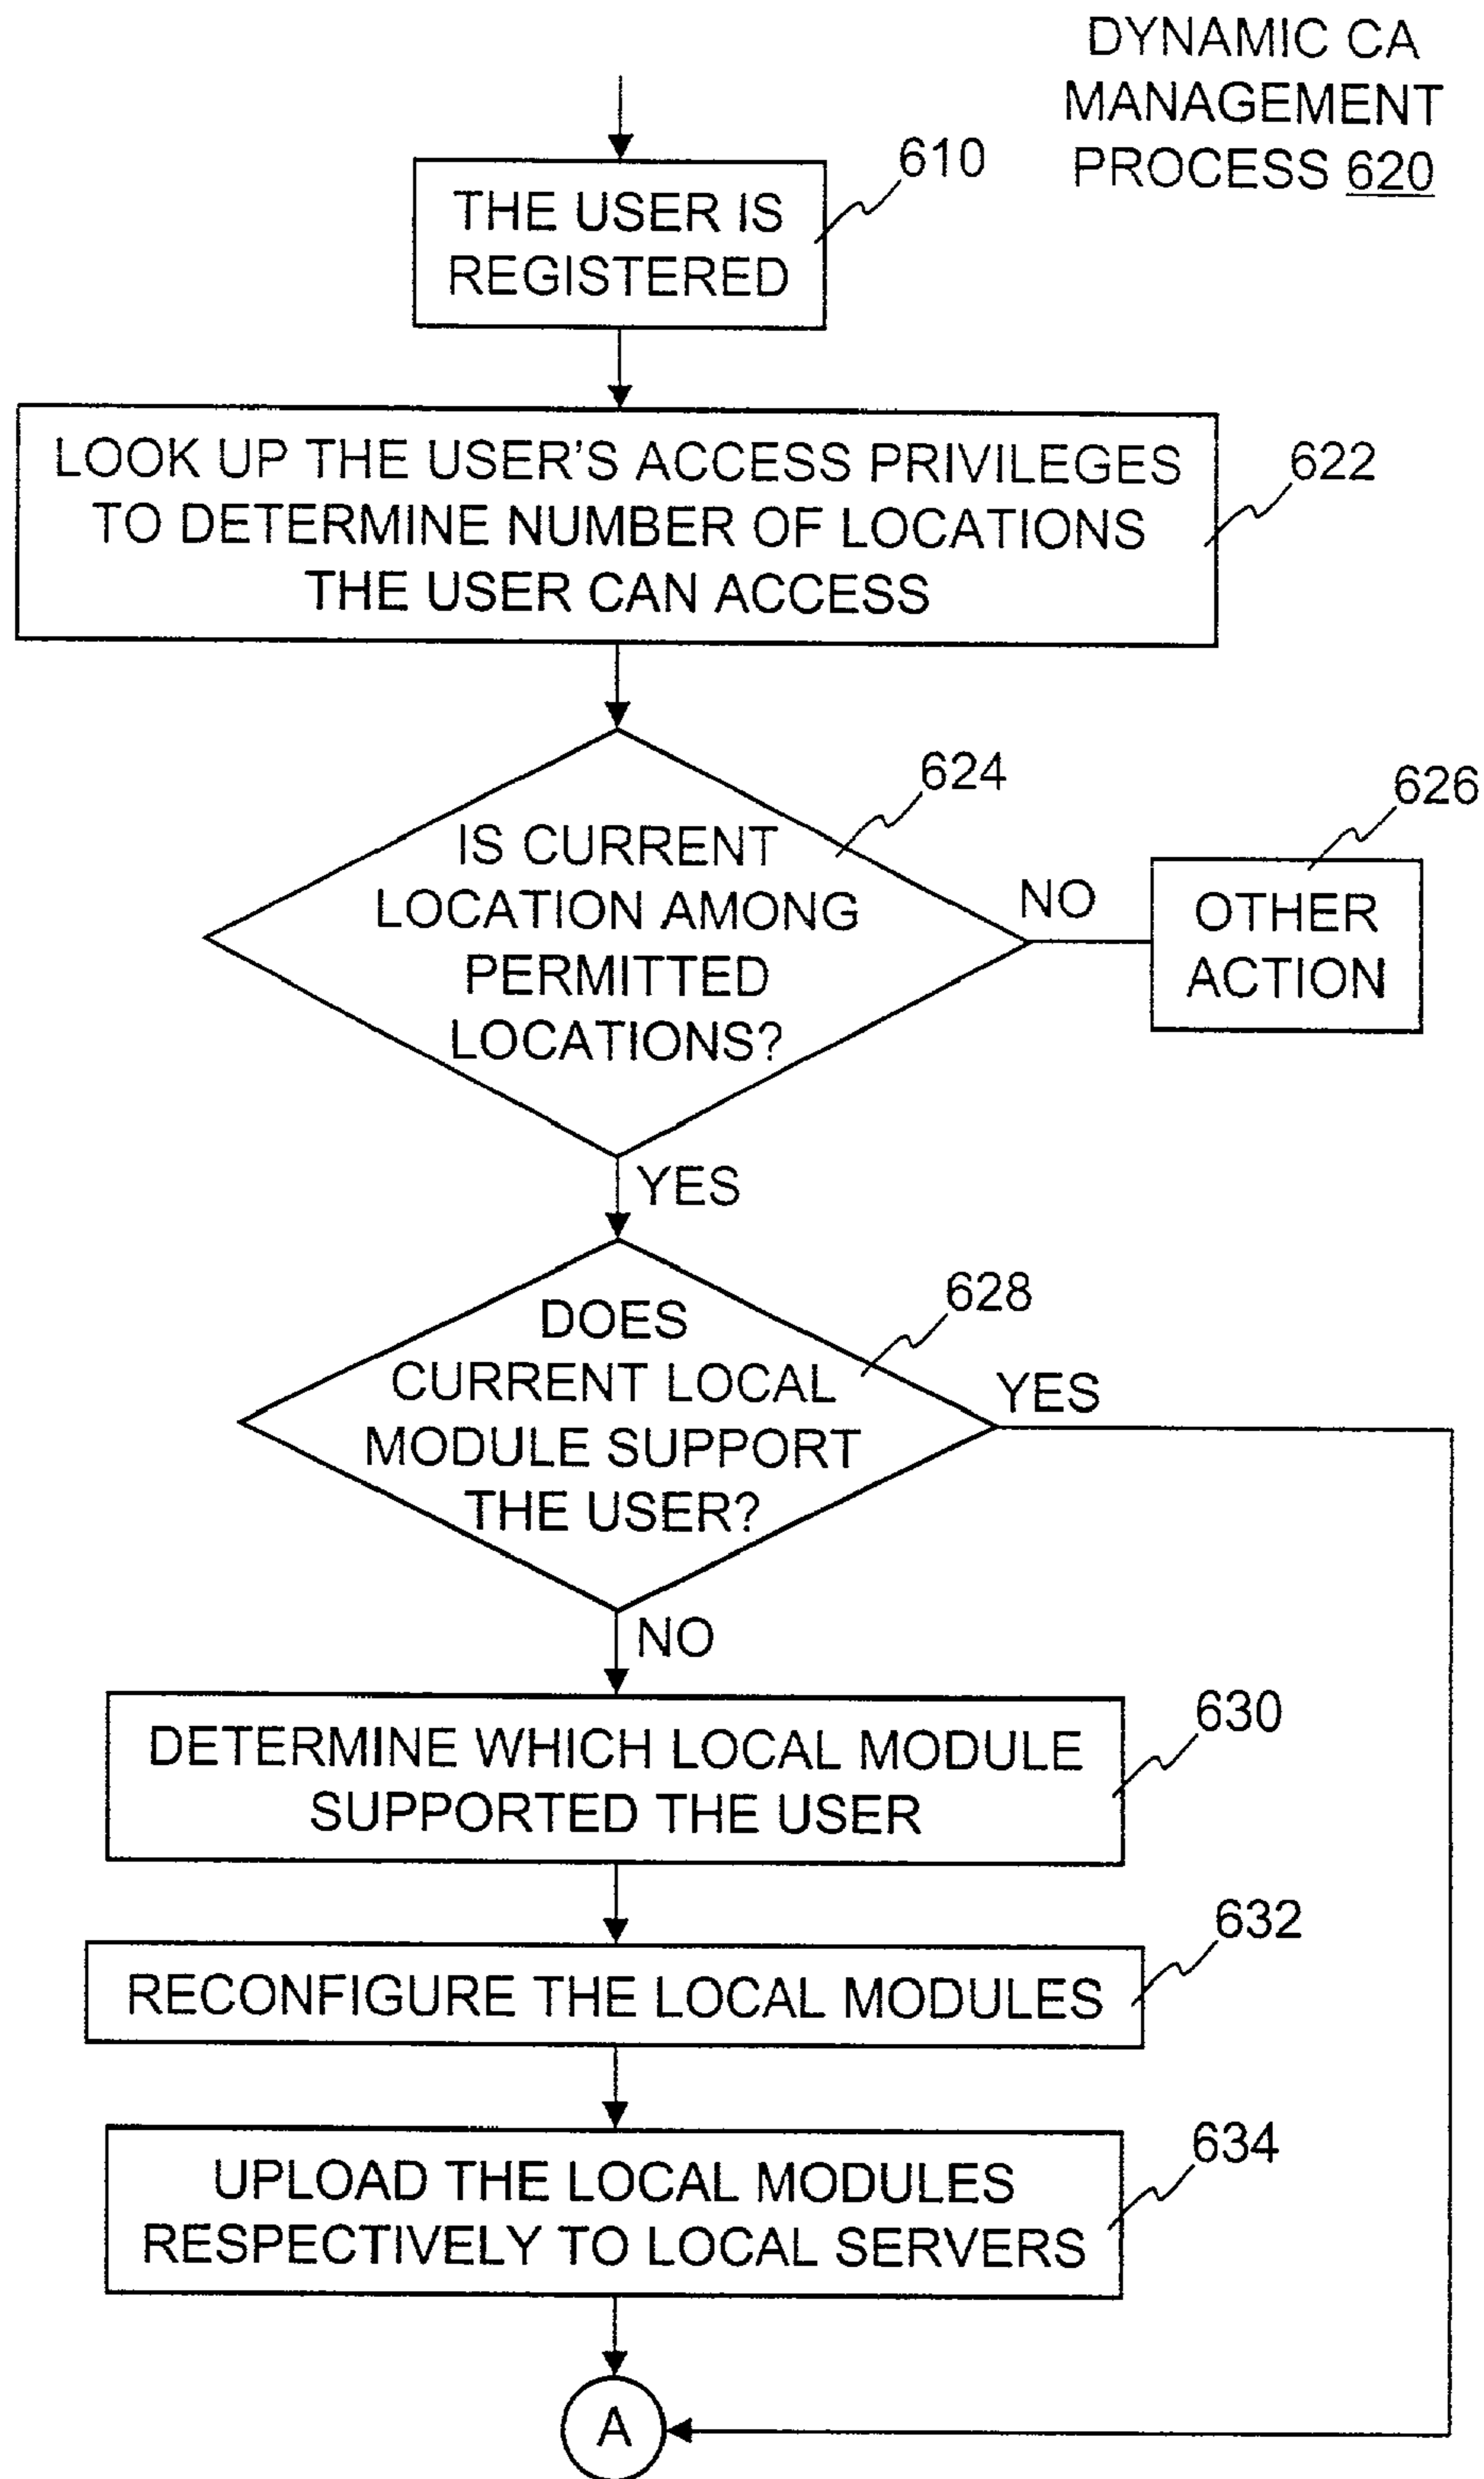 DYNAMIC CA
MANAGEMENT
PROCESS 620
610
THE USER IS
REGISTERED
622
LOOK UP THE USER'S ACCESS PRIVILEGES
TO DETERMINE NUMBER OF LOCATIONS
THE USER CAN ACCESS
624
IS CURRENT
LOCATION AMONG
PERMITTED
LOCATIONS?
NO
626
OTHER
ACTION
YES
628
DOES
CURRENT LOCAL
MODULE SUPPORT
THE USER?
YES
NO
630
DETERMINE WHICH LOCAL MODULE
SUPPORTED THE USER
632
RECONFIGURE THE LOCAL MODULES
634
UPLOAD THE LOCAL MODULES
RESPECTIVELY TO LOCAL SERVERS
A